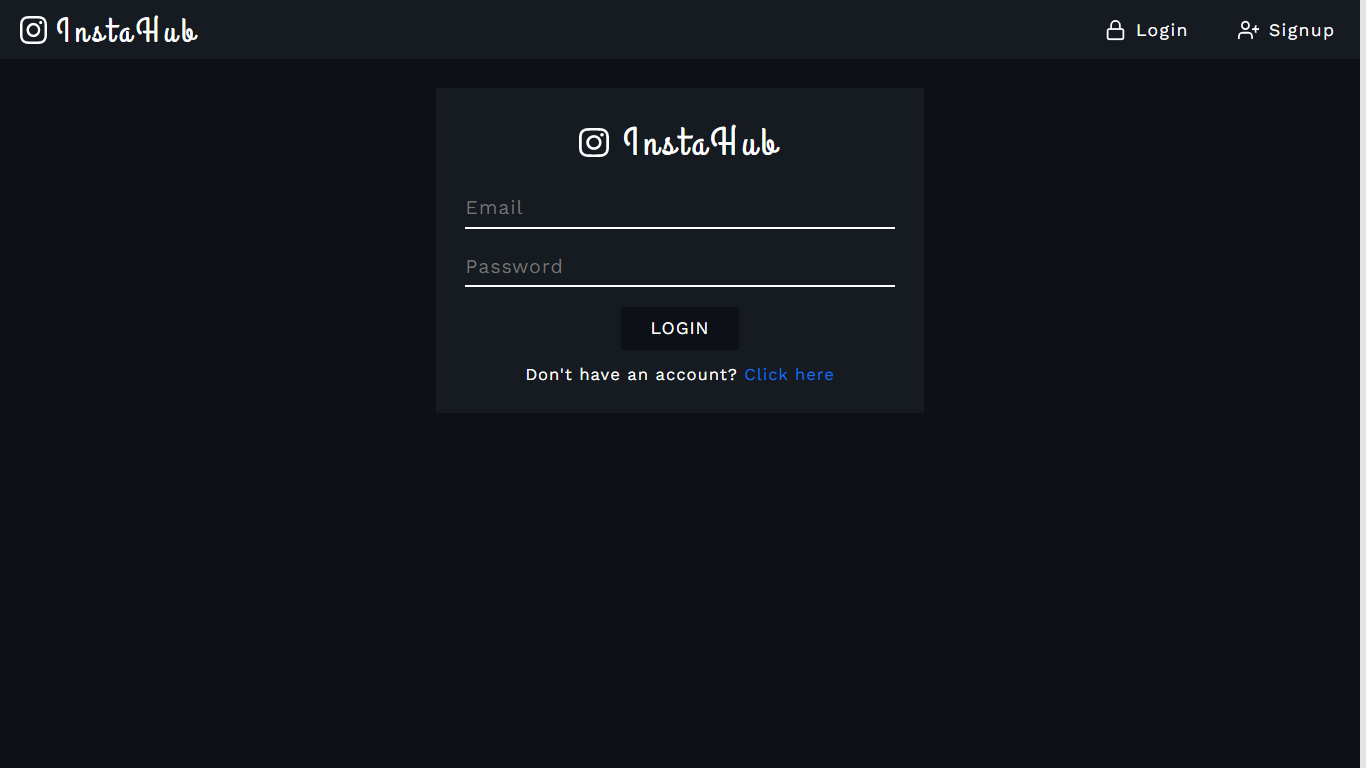 InstaHub
Login
Signup
InstaHub
Email
Password
LOGIN
Don't have an account? Click here